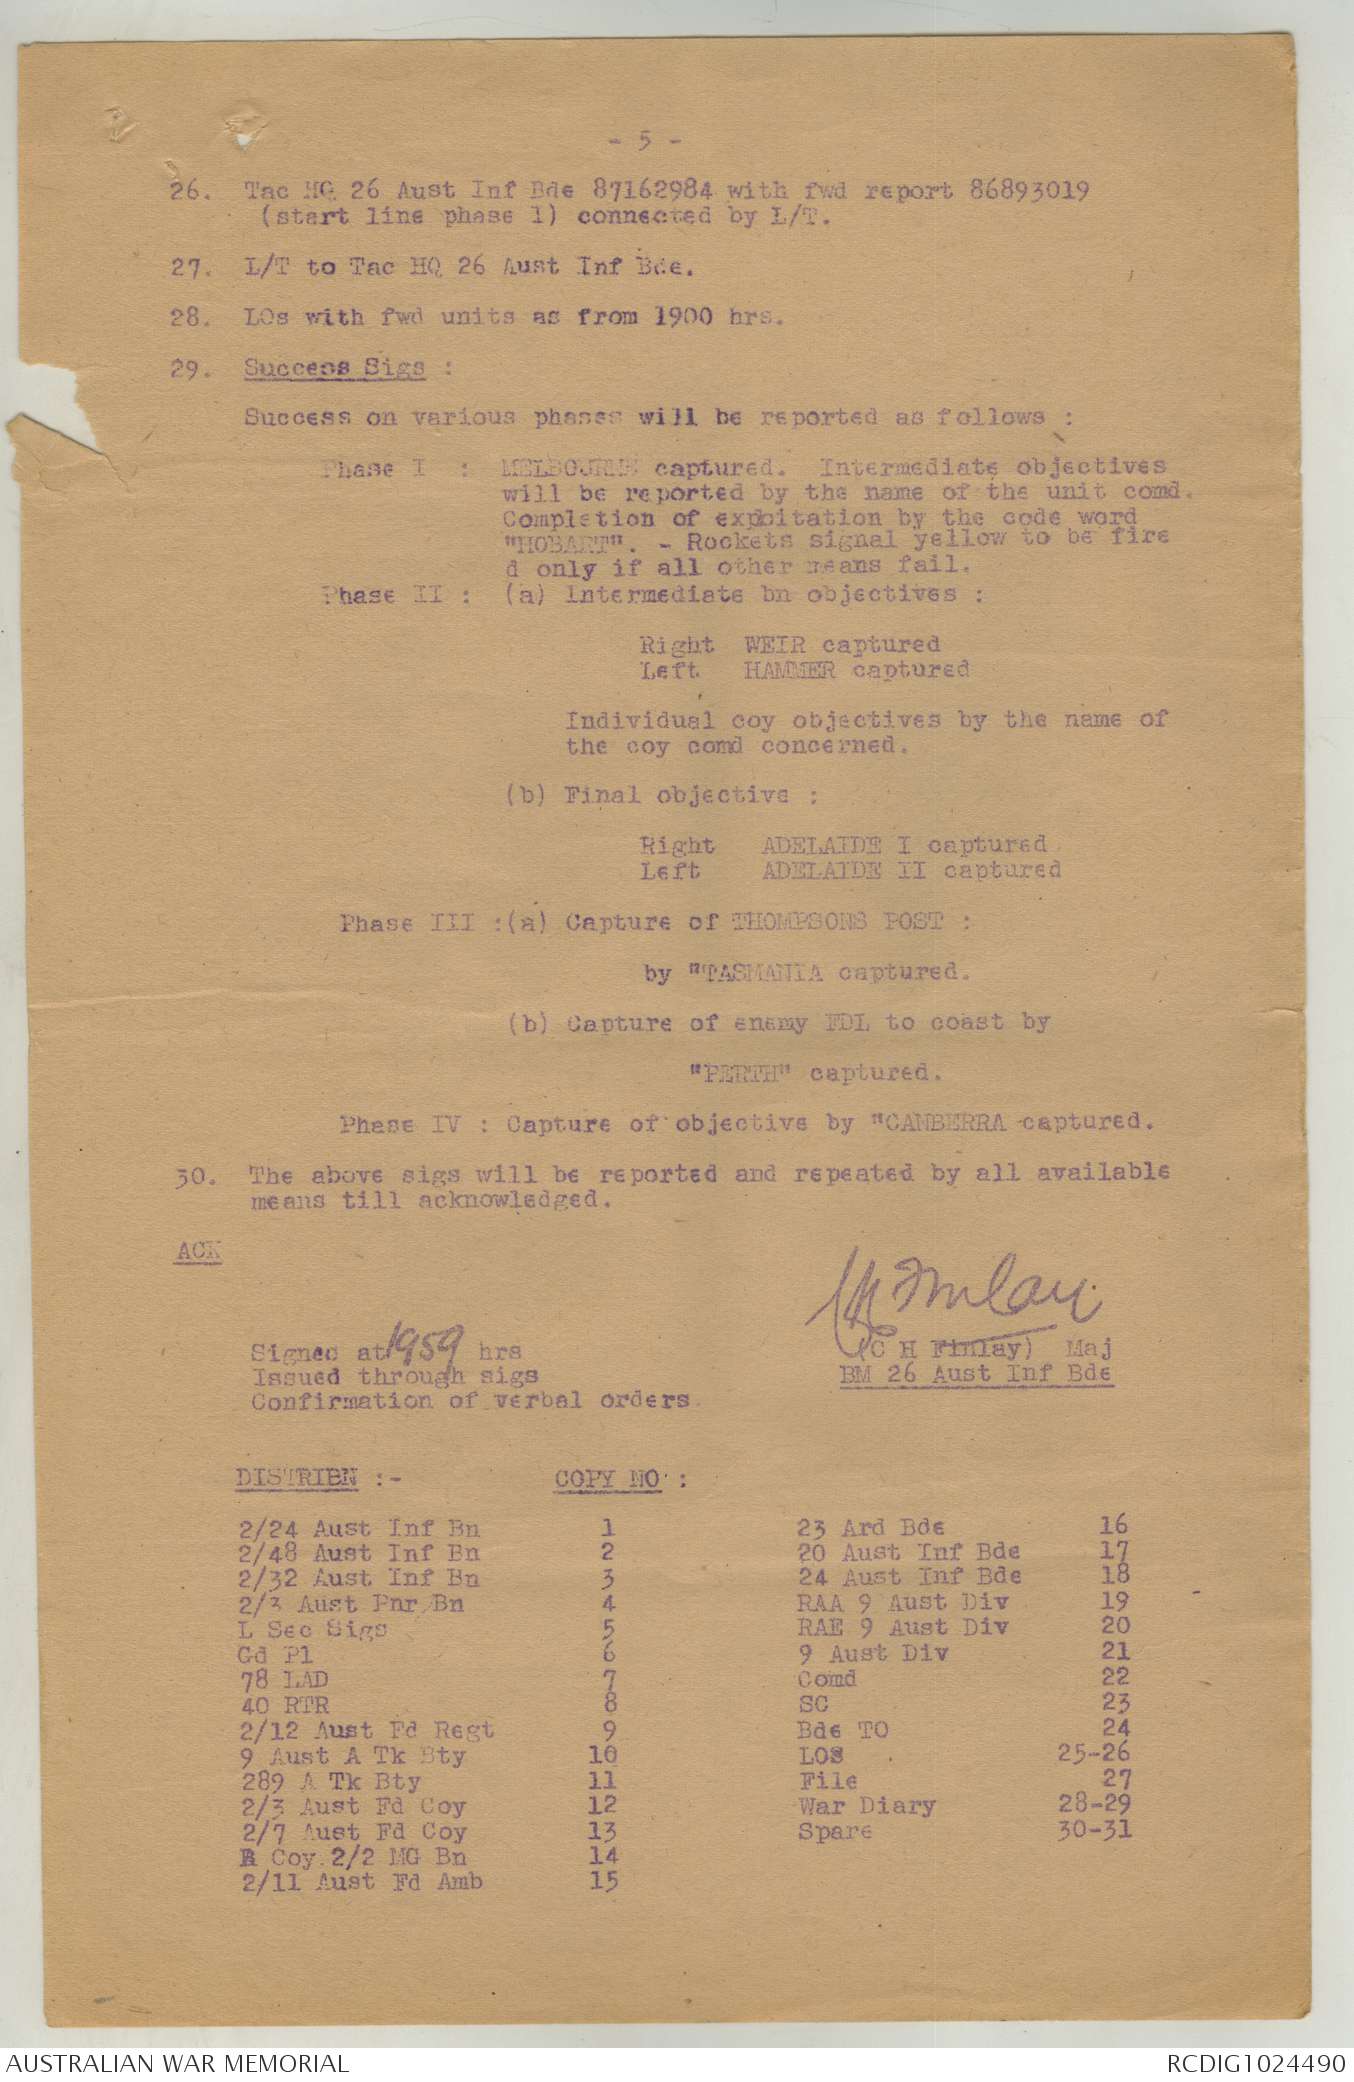 - 5 -
26. Tac HQ 26 Aust Inf Bde 87162984 with fwd report 86893019
(start line phase 1) connected by L/T.
27. L/T to Tac HQ 26 Aust Inf Bde.
28. LOs with fwd units as from 1900 hrs.
29. Success Sigs :
Success on various phases will be reported as follows :
Phase I : MELBOURNE captured. Intermediate objectives
will be reported by the name of the unit comd.
Completion of exploitation by the code word
"HOBART". - Rockets signal yellow to be fire
d only if all other means fail.
Phase II : (a) Intermediate bn objectives :
Right WEIR captured
Left HAMMER captured
Individual coy objectives by the name of
the coy comd concerned.
(b) Final objective :
Right ADELAIDE I captured
Left ADELAIDE II captured
Phase III :(a) Capture of THOMPSONS POST :
by "TASMANIA captured.
(b) Capture of enemy FDL to coast by
"PERTH" captured.
Phase IV : Capture of objective by "CANBERRA captured.
30. The above sigs will be reported and repeated by all available
means till acknowledged.
ACK
Signed at 1959 hrs
Issued through sigs
Confirmation of verbal orders
(C H Finlay) Maj
BM 26 Aust Inf Bde
DISTRIBN :- COPY NO :
2/24 Aust Inf Bn 1
2/48 Aust Inf Bn 2
2/32 Aust Inf Bn 3
2/3 Aust Pnr Bn 4
L Sec Sigs 5
Gd Pl 6
78 LAD 7
40 RTR 8
2/12 Aust Fd Regt 9
9 Aust A Tk Bty 10
289 A Tk Bty 11
2/3 Aust Fd Coy 12
2/7 Aust Fd Coy 13
Coy 2/2 MG Bn 14
2/11 Aust Fd Amb 15
23 Ard Bde 16
20 Aust Inf Bde 17
24 Aust Inf Bde 18
RAA 9 Aust Div 19
RAE 9 Aust Div 20
9 Aust Div 21
Comd 22
SC 23
Bde TO 24
LOS 25-26
File 27
War Diary 28-29
Spare 30-31
AUSTRALIAN WAR MEMORIAL
RCDIG1024490